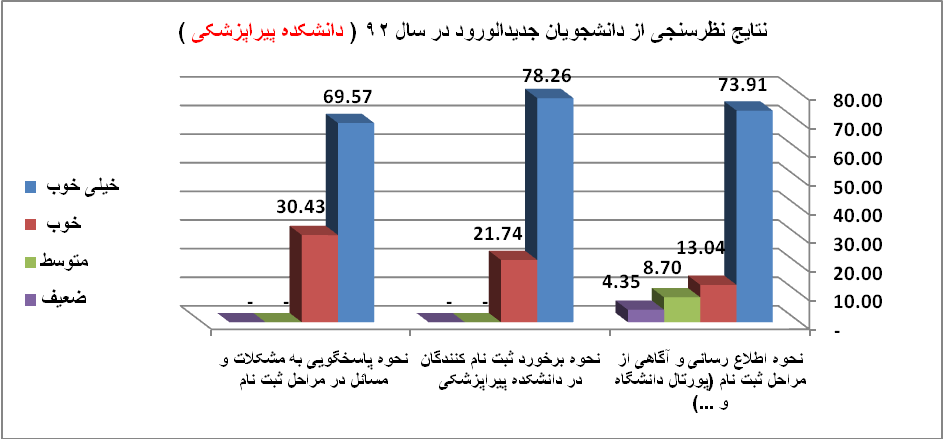 نتایج نظرسنجی از دانشجویان جدیدالورود در سال ۹۲ ( دانشکده پیراپزشکی )
73.91
13.04
8.70
4.35
78.26
21.74
-
-
69.57
30.43
-
-
80.00
70.00
60.00
50.00
40.00
30.00
20.00
10.00
-
نحوه اطلاع رسانی و آگاهی از
مراحل ثبت نام (پورتال دانشگاه
و ...)
نحوه برخورد ثبت نام کنندگان
در دانشکده پیراپزشکی
نحوه پاسخگویی به مشکلات و
مسائل در مراحل ثبت نام
خیلی خوب
خوب
متوسط
ضعیف